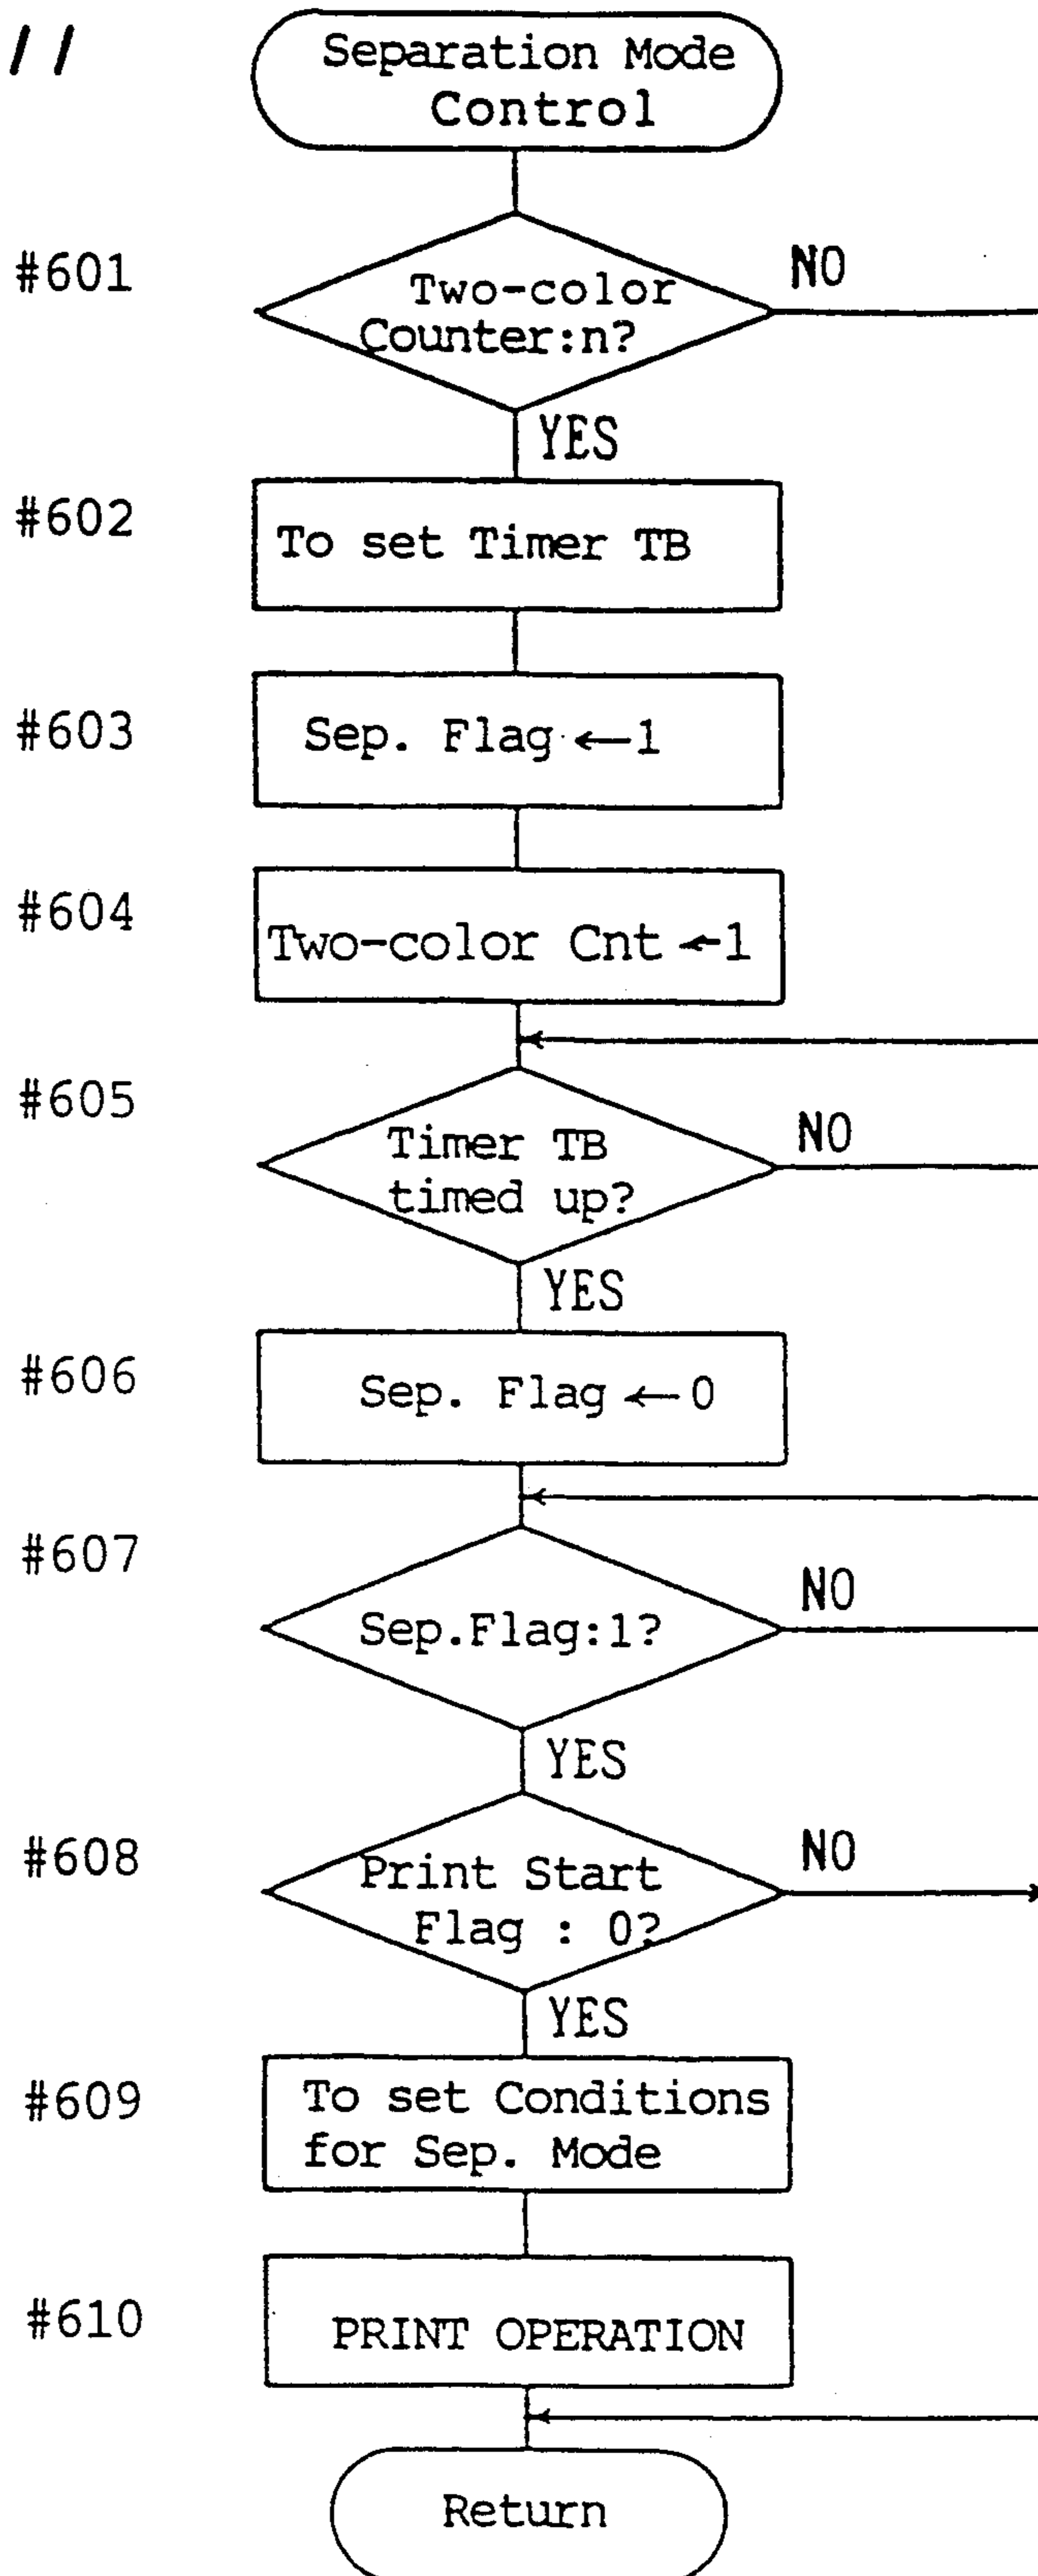 11
Separation Mode
Control
#601
Two-color
Counter:n?
NO
YES
#602
To set Timer TB
#603
Sep. Flag ←1
#604
Two-color Cnt ←1
#605
Timer TB
timed up?
NO
YES
#606
Sep. Flag ← 0
#607
Sep.Flag:1?
NO
YES
#608
Print Start
Flag : 0?
NO
YES
#609
To set Conditions
for Sep. Mode
#610
PRINT OPERATION
Return